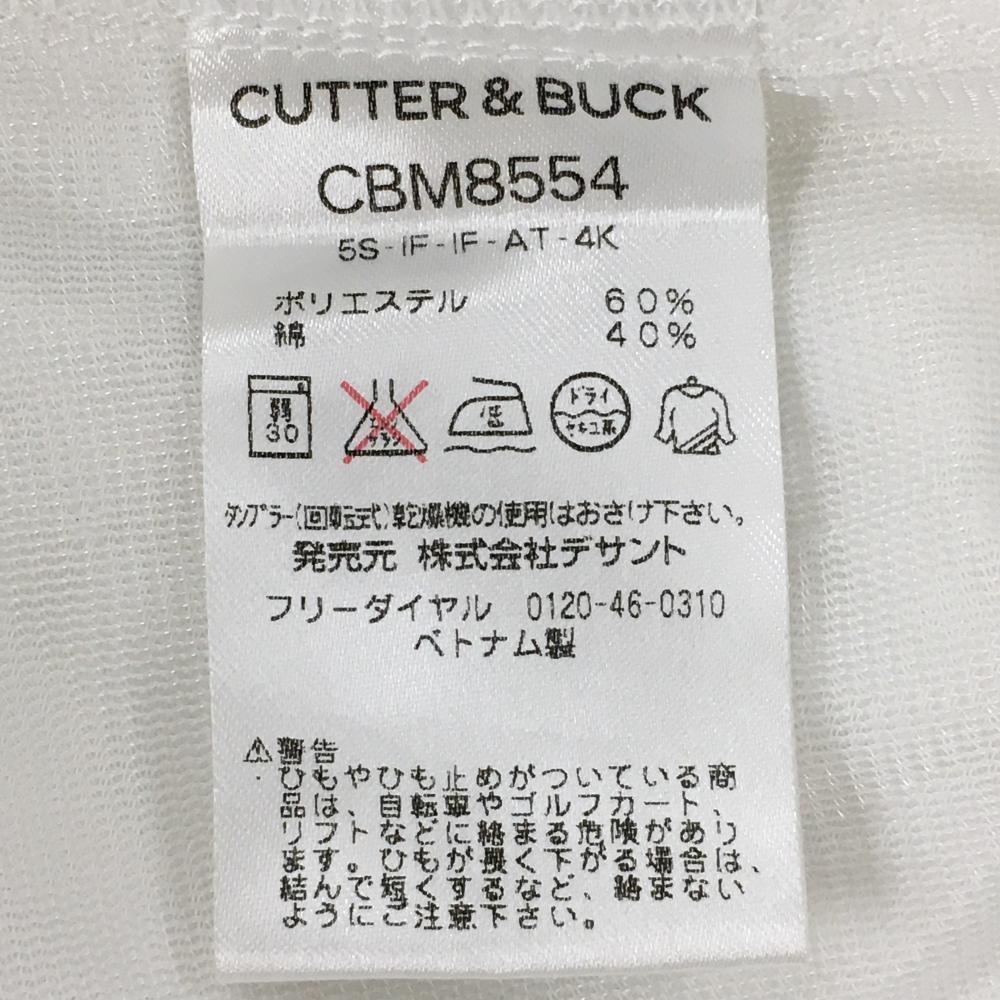 CUTTER & BUCK
CBM8554
5S-IF-IF-AT-4K
ポリエステル 60%
綿 40%
弱 30
エンソ サラシ
低
ドライ
セキユ系
タンブラー(回転式)乾燥機の使用はおさけ下さい。
発売元 株式会社デサント
フリーダイヤル 0120-46-0310
ベトナム製
⚠警告
ひもやひも止めがついている商
品は、自転車やゴルフカート、
リフトなどに絡まる危険があり
ます。ひもが長く下がる場合は、
結んで短くするなど、絡まない
ようにご注意下さい。